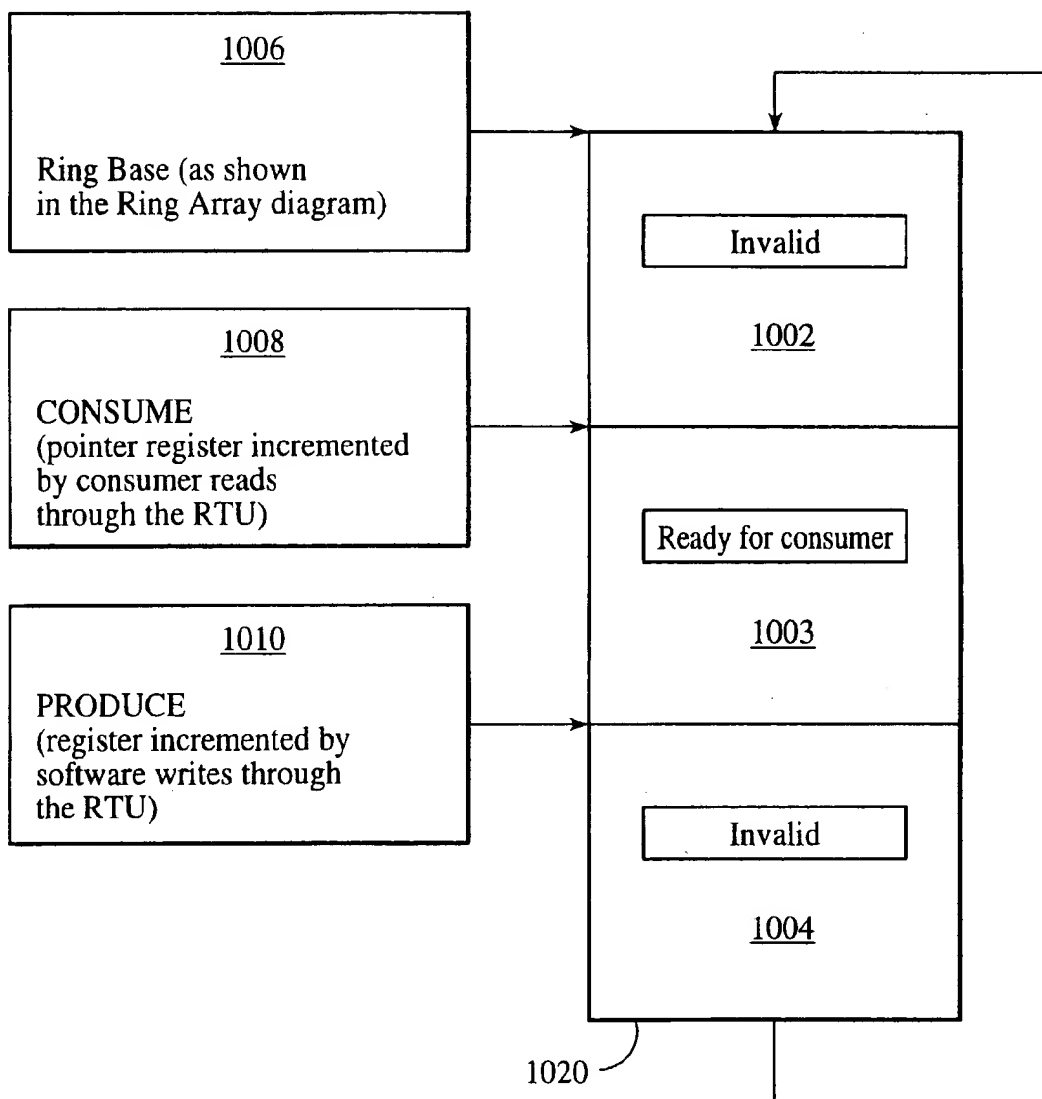 1006
Ring Base (as shown
in the Ring Array diagram)
1008
CONSUME
(pointer register incremented
by consumer reads
through the RTU)
1010
PRODUCE
(register incremented by
software writes through
the RTU)
Invalid
1002
Ready for consumer
1003
Invalid
1004
1020